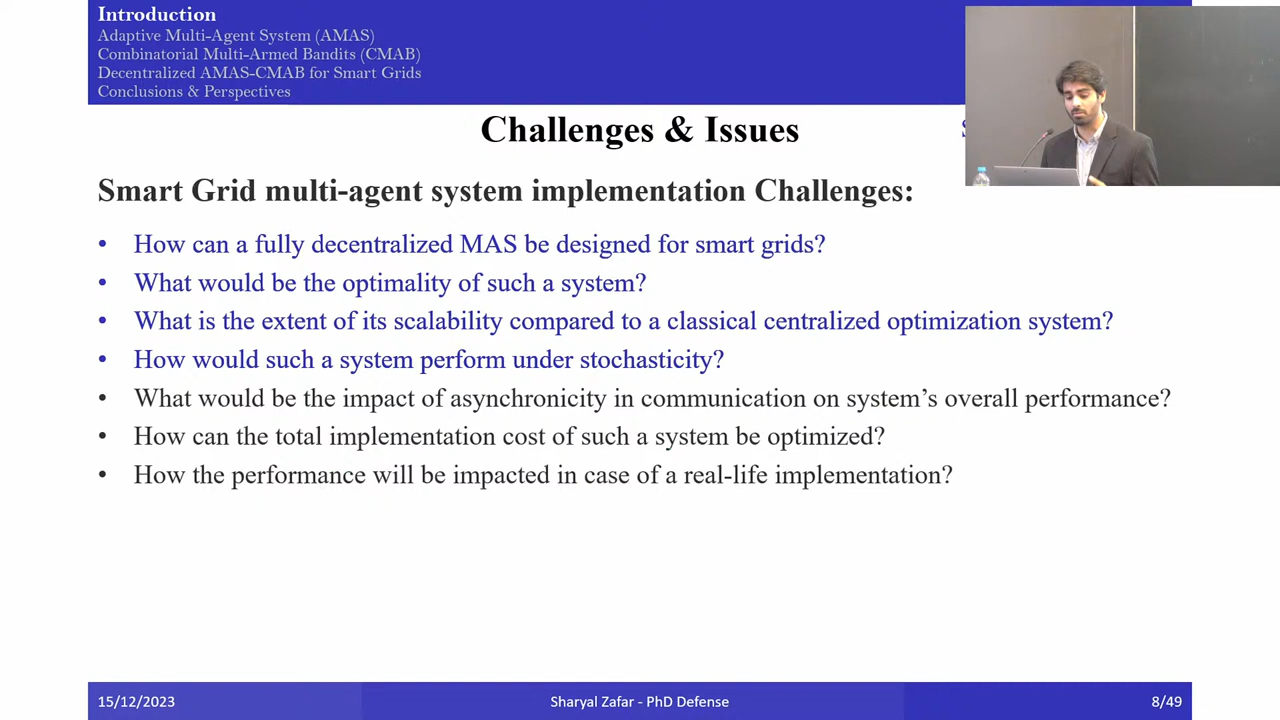 Introduction
Adaptive Multi-Agent System (AMAS)
Combinatorial Multi-Armed Bandits (CMAB)
Decentralized AMAS-CMAB for Smart Grids
Conclusions & Perspectives
Challenges & Issues
Smart Grid multi-agent system implementation Challenges:
• How can a fully decentralized MAS be designed for smart grids?
• What would be the optimality of such a system?
• What is the extent of its scalability compared to a classical centralized optimization system?
• How would such a system perform under stochasticity?
• What would be the impact of asynchronicity in communication on system’s overall performance?
• How can the total implementation cost of such a system be optimized?
• How the performance will be impacted in case of a real-life implementation?
15/12/2023
Sharyal Zafar - PhD Defense
8/49